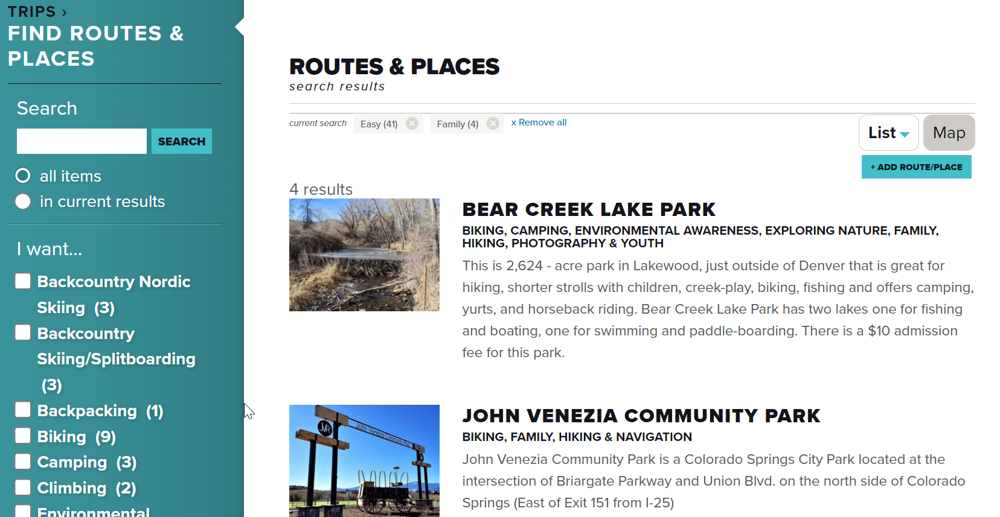 TRIPS ›
FIND ROUTES &
PLACES
Search
SEARCH
all items
in current results
I want...
Backcountry Nordic
Skiing (3)
Backcountry
Skiing/Splitboarding
(3)
Backpacking (1)
Biking (9)
Camping (3)
Climbing (2)
Environmental
ROUTES & PLACES
search results
current search Easy (41) Family (4) x Remove all
List Map
+ ADD ROUTE/PLACE
4 results
BEAR CREEK LAKE PARK
BIKING, CAMPING, ENVIRONMENTAL AWARENESS, EXPLORING NATURE, FAMILY,
HIKING, PHOTOGRAPHY & YOUTH
This is 2,624 - acre park in Lakewood, just outside of Denver that is great for
hiking, shorter strolls with children, creek-play, biking, fishing and offers camping,
yurts, and horseback riding. Bear Creek Lake Park has two lakes one for fishing
and boating, one for swimming and paddle-boarding. There is a $10 admission
fee for this park.
John Venezia Community Park
JVR
JOHN VENEZIA COMMUNITY PARK
BIKING, FAMILY, HIKING & NAVIGATION
John Venezia Community Park is a Colorado Springs City Park located at the
intersection of Briargate Parkway and Union Blvd. on the north side of Colorado
Springs (East of Exit 151 from I-25)